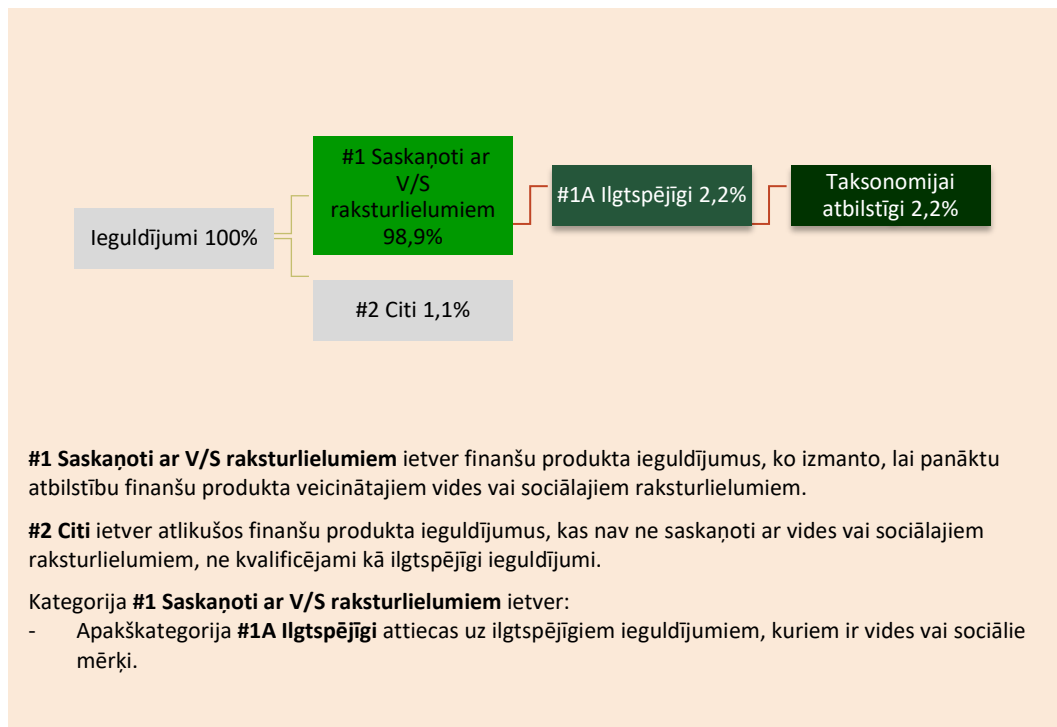 #1 Saskaņoti ar
V/S
raksturlielumiem
98,9%
#1A Ilgtspējīgi 2,2%
Taksonomijai
atbilstīgi 2,2%
Ieguldījumi 100%
#2 Citi 1,1%
#1 Saskaņoti ar V/S raksturlielumiem ietver finanšu produkta ieguldījumus, ko izmanto, lai panāktu
atbilstību finanšu produkta veicinātajiem vides vai sociālajiem raksturlielumiem.
#2 Citi ietver atlikušos finanšu produkta ieguldījumus, kas nav ne saskaņoti ar vides vai sociālajiem
raksturlielumiem, ne kvalificējami kā ilgtspējīgi ieguldījumi.
Kategorija #1 Saskaņoti ar V/S raksturlielumiem ietver:
- Apakškategorija #1A Ilgtspējīgi attiecas uz ilgtspējīgiem ieguldījumiem, kuriem ir vides vai sociālie
mērķi.